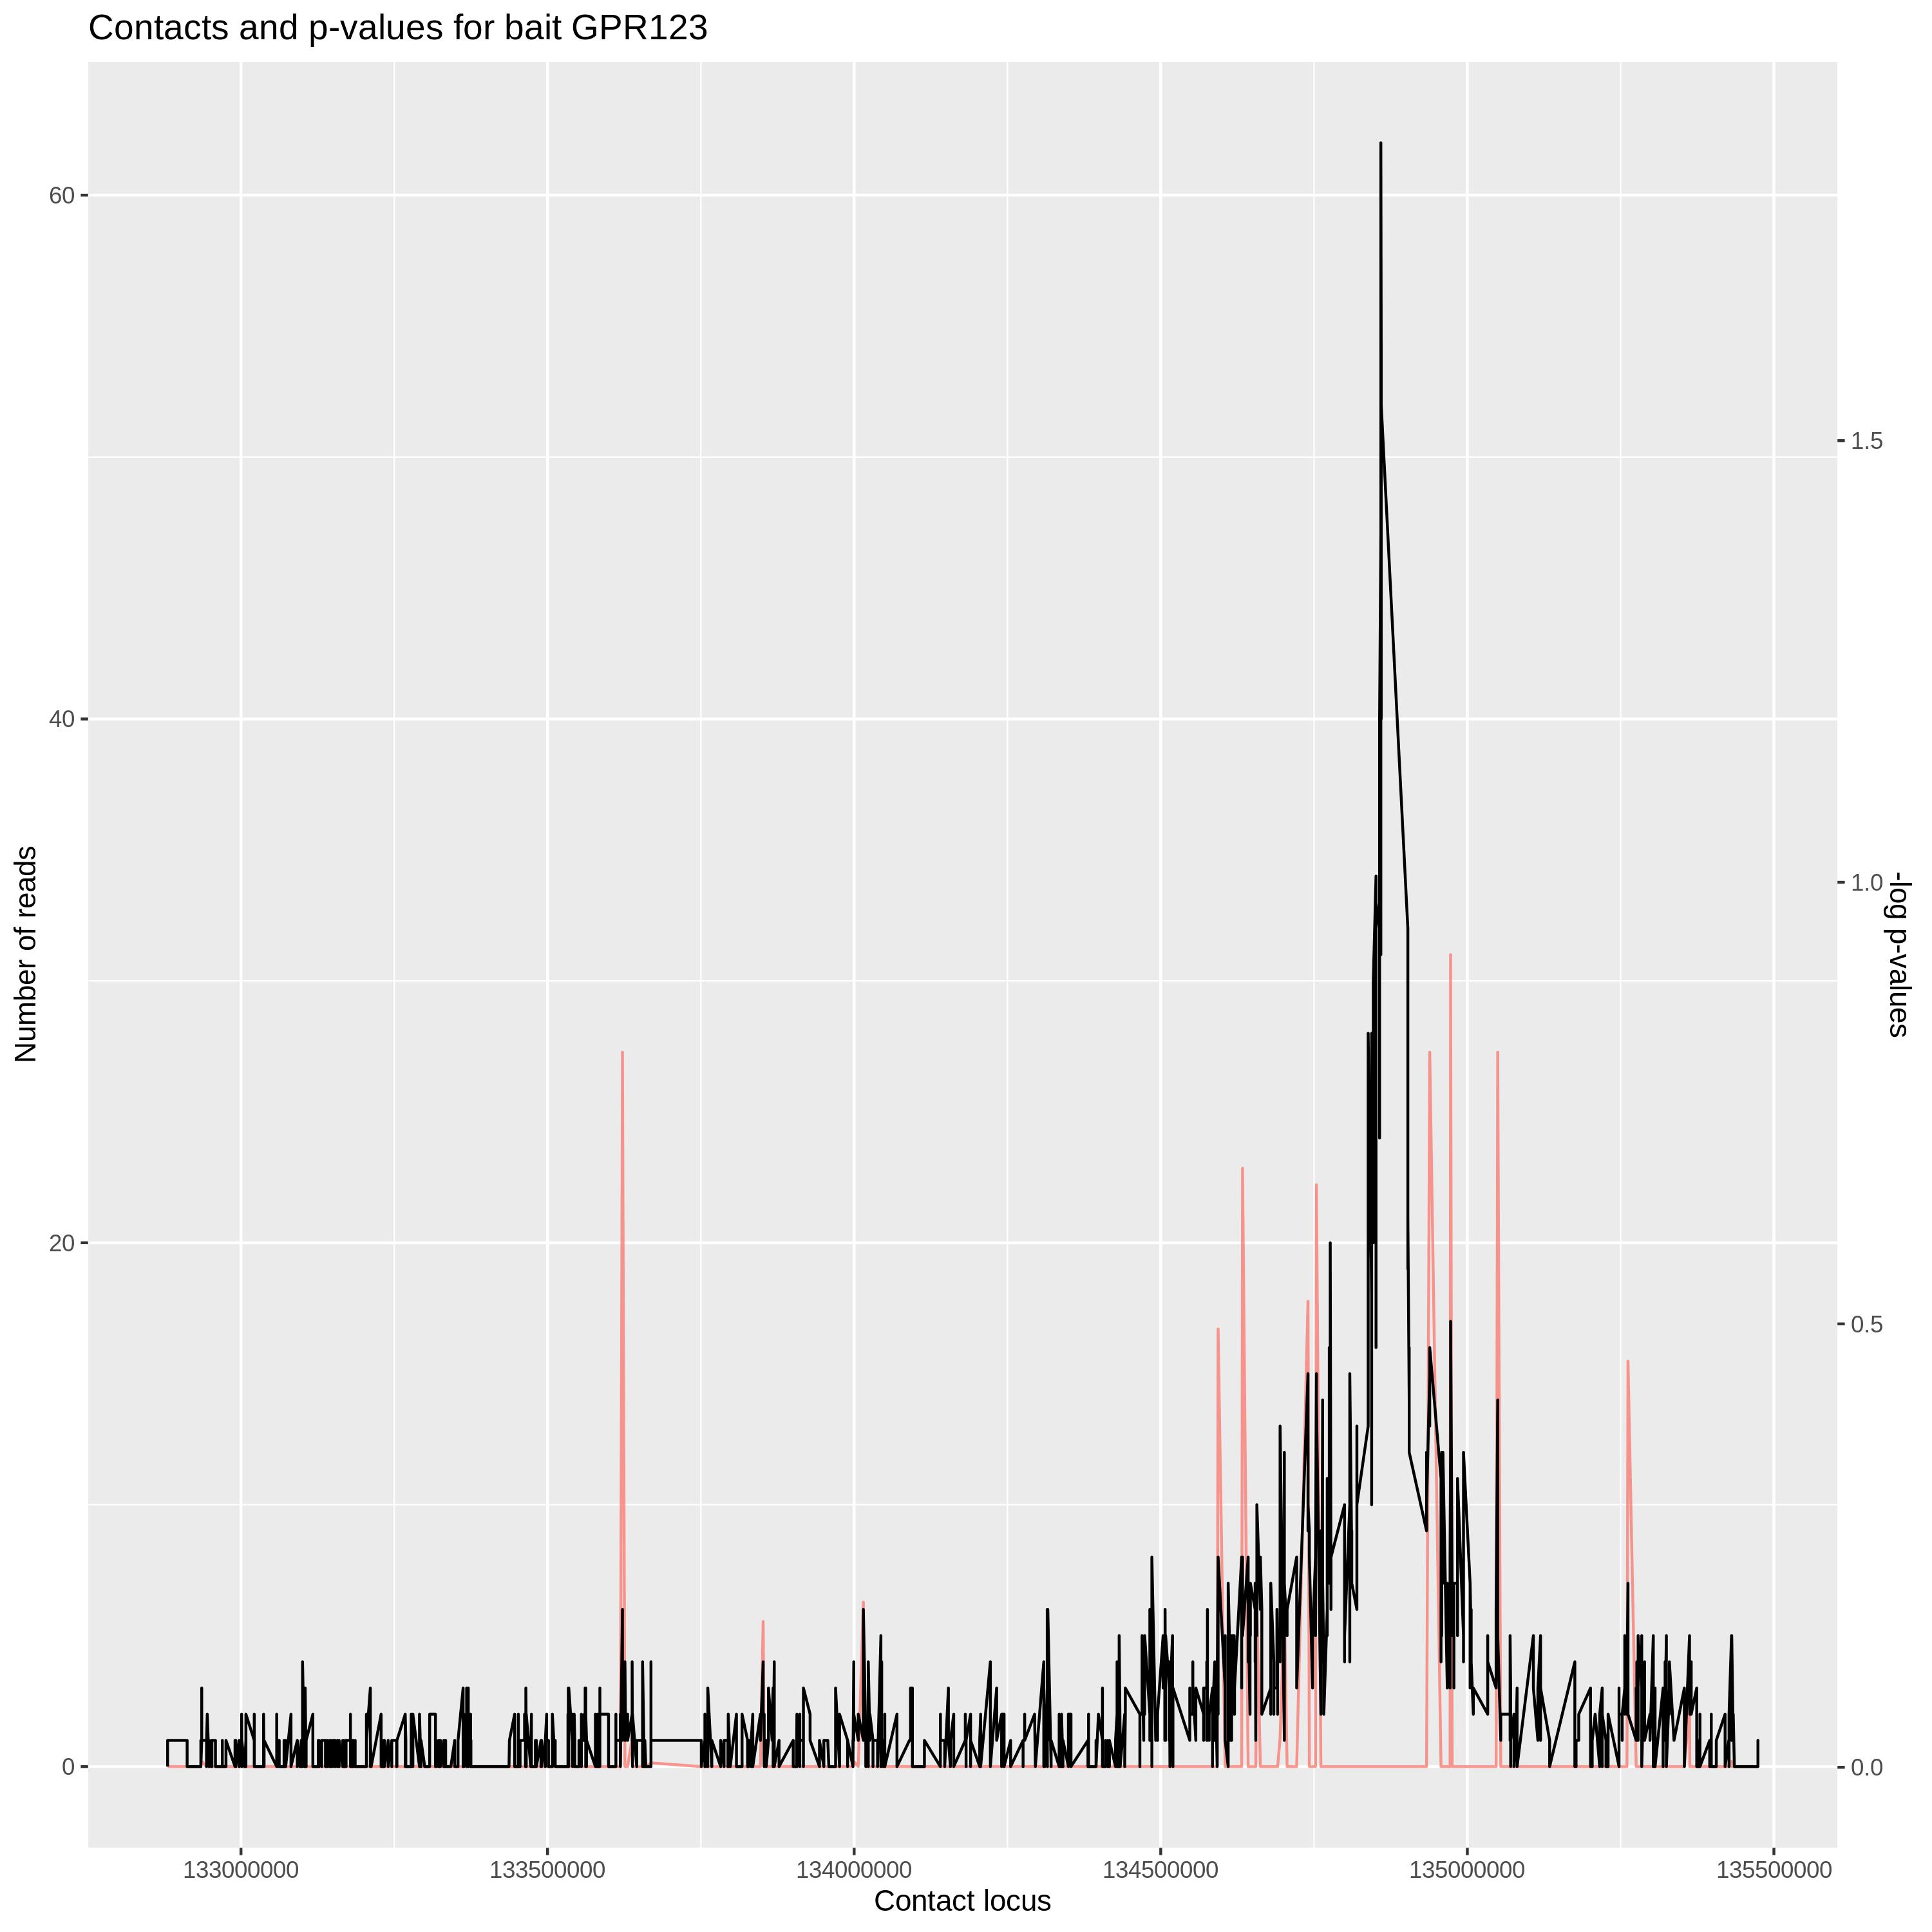 Contacts and p-values for bait GPR123
60
40
20
0
Number of reads
1.5
1.0
0.5
0.0
-log p-values
133000000 133500000 134000000 134500000 135000000 135500000
Contact locus